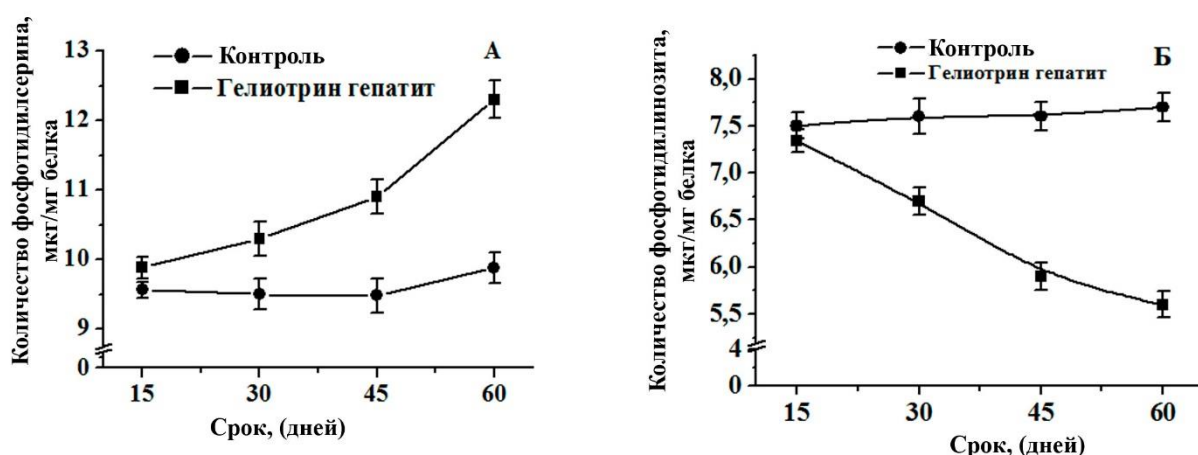 Количество фосфотидилсерина,
мкг/мг белка
13
12
11
10
9
0
Контроль
Гелиотрин гепатит
А
15 30 45 60
Срок, (дней)
Количество фосфотидилинозита,
мкг/мг белка
8,0
7,5
7,0
6,5
6,0
5,5
4
0
Контроль
Гелиотрин гепатит
Б
15 30 45 60
Срок, (дней)